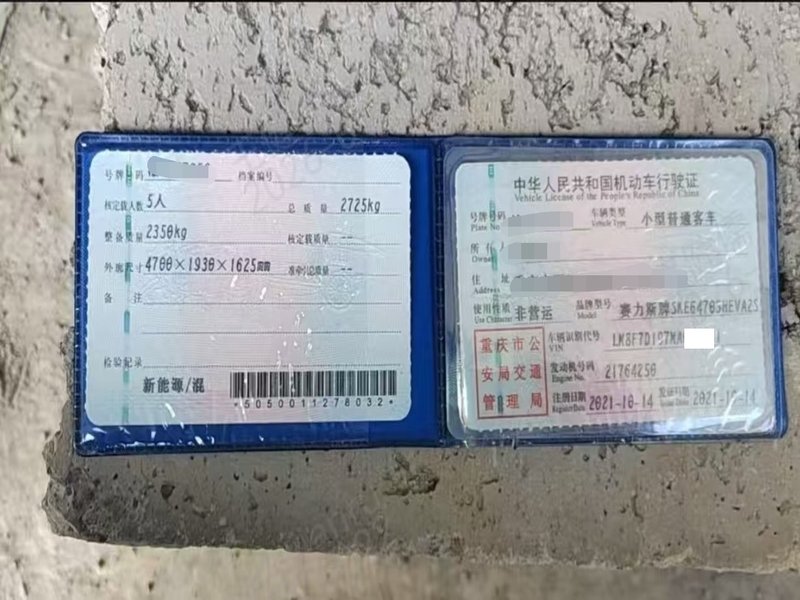 号牌号码 档案编号
核定载人数 5人 总质量 2725kg
整备质量 2350kg 核定载质量 --
外廓尺寸 4700×1930×1625mm 准牵引总质量 --
备 注
检验记录
新能源/混
*5050011278032*
中华人民共和国机动车行驶证
Vehicle License of the People's Republic of China
号牌号码 车辆类型 小型普通客车
Plate No. Vehicle Type
所有人
Owner
住 址
Address
使用性质 非营运 品牌型号 赛力斯牌SKE6470SHEVA2S
Use Character Model
重庆市公
安局交通
管理局
车辆识别代号
VIN
发动机号码 21764250
Engine No.
注册日期 2021-10-14 发证日期 2021-10-14
Register Date Issue Date